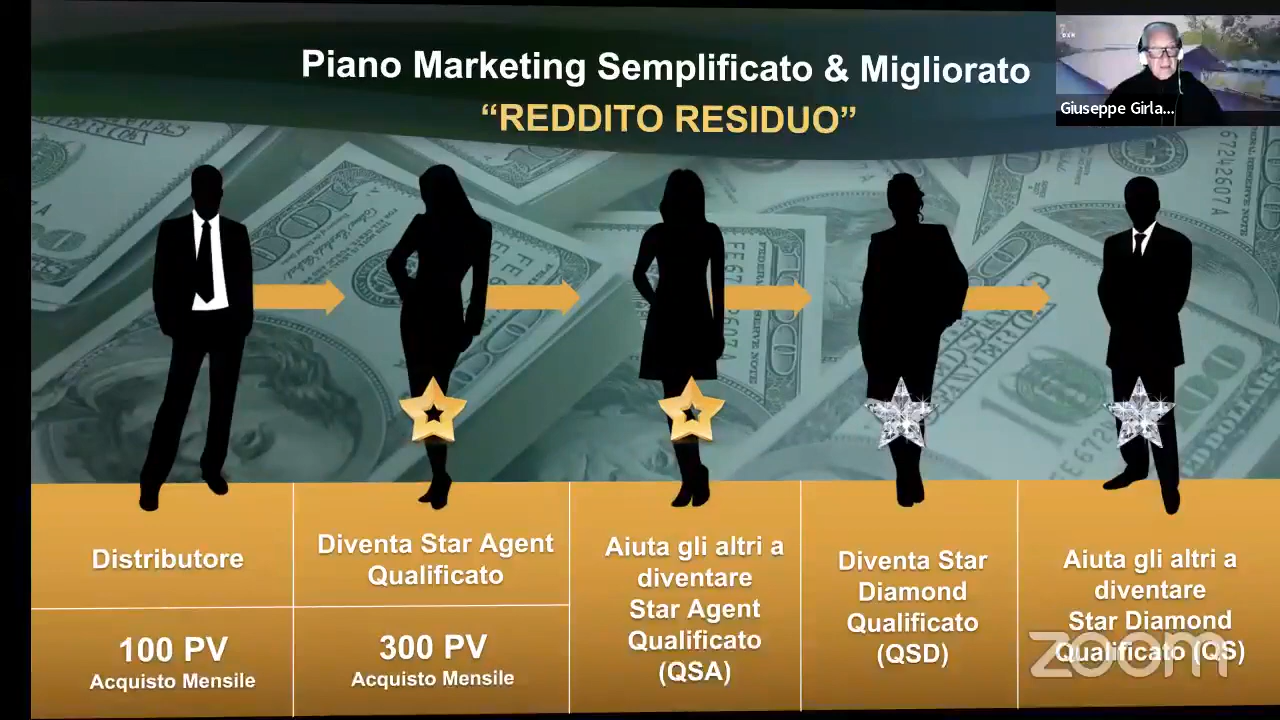 Piano Marketing Semplificato & Migliorato
“REDDITO RESIDUO”
Giuseppe Girla...
Distributore
100 PV
Acquisto Mensile
Diventa Star Agent
Qualificato
300 PV
Acquisto Mensile
Aiuta gli altri a
diventare
Star Agent
Qualificato
(QSA)
Diventa Star
Diamond
Qualificato
(QSD)
Aiuta gli altri a
diventare
Star Diamond
Qualificato (QS)
zoom